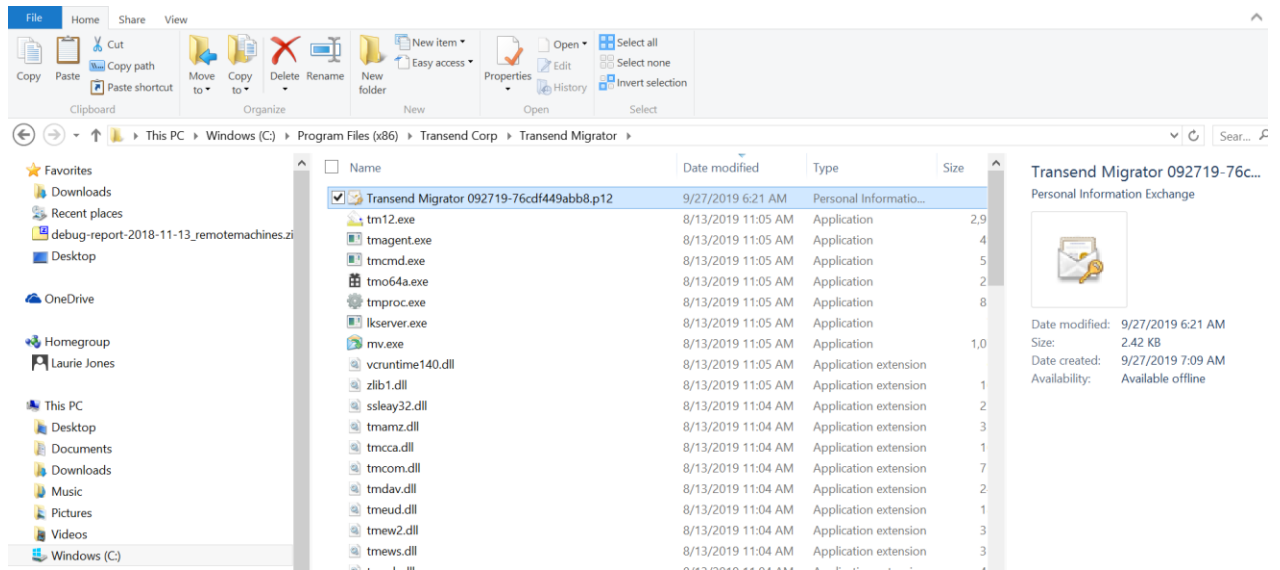 File Home Share View
Copy Paste Cut Copy path Paste shortcut Move to Copy to Delete Rename New folder New item Easy access Properties Open Edit History Select all Select none Invert selection
Clipboard Organize New Open Select
This PC Windows (C:) Program Files (x86) Transend Corp Transend Migrator Sear...
Favorites
Downloads
Recent places
debug-report-2018-11-13_remotemachines.zi
Desktop
OneDrive
Homegroup
Laurie Jones
This PC
Desktop
Documents
Downloads
Music
Pictures
Videos
Windows (C:)
Name Date modified Type Size
Transend Migrator 092719-76cdf449abb8.p12 9/27/2019 6:21 AM Personal Informatio...
tm12.exe 8/13/2019 11:05 AM Application 2,9
tmagent.exe 8/13/2019 11:05 AM Application 4
tmcmd.exe 8/13/2019 11:05 AM Application 5
tmo64a.exe 8/13/2019 11:05 AM Application 2
tmproc.exe 8/13/2019 11:05 AM Application 8
lkserver.exe 8/13/2019 11:05 AM Application
mv.exe 8/13/2019 11:05 AM Application 1,0
vcruntime140.dll 8/13/2019 11:05 AM Application extension
zlib1.dll 8/13/2019 11:05 AM Application extension 1
ssleay32.dll 8/13/2019 11:04 AM Application extension 2
tmamz.dll 8/13/2019 11:04 AM Application extension 3
tmcca.dll 8/13/2019 11:04 AM Application extension 1
tmcom.dll 8/13/2019 11:04 AM Application extension 7
tmdav.dll 8/13/2019 11:04 AM Application extension 2
tmeud.dll 8/13/2019 11:04 AM Application extension 1
tmew2.dll 8/13/2019 11:04 AM Application extension 3
tmews.dll 8/13/2019 11:04 AM Application extension 3
Transend Migrator 092719-76c...
Personal Information Exchange
Date modified: 9/27/2019 6:21 AM
Size: 2.42 KB
Date created: 9/27/2019 7:09 AM
Availability: Available offline